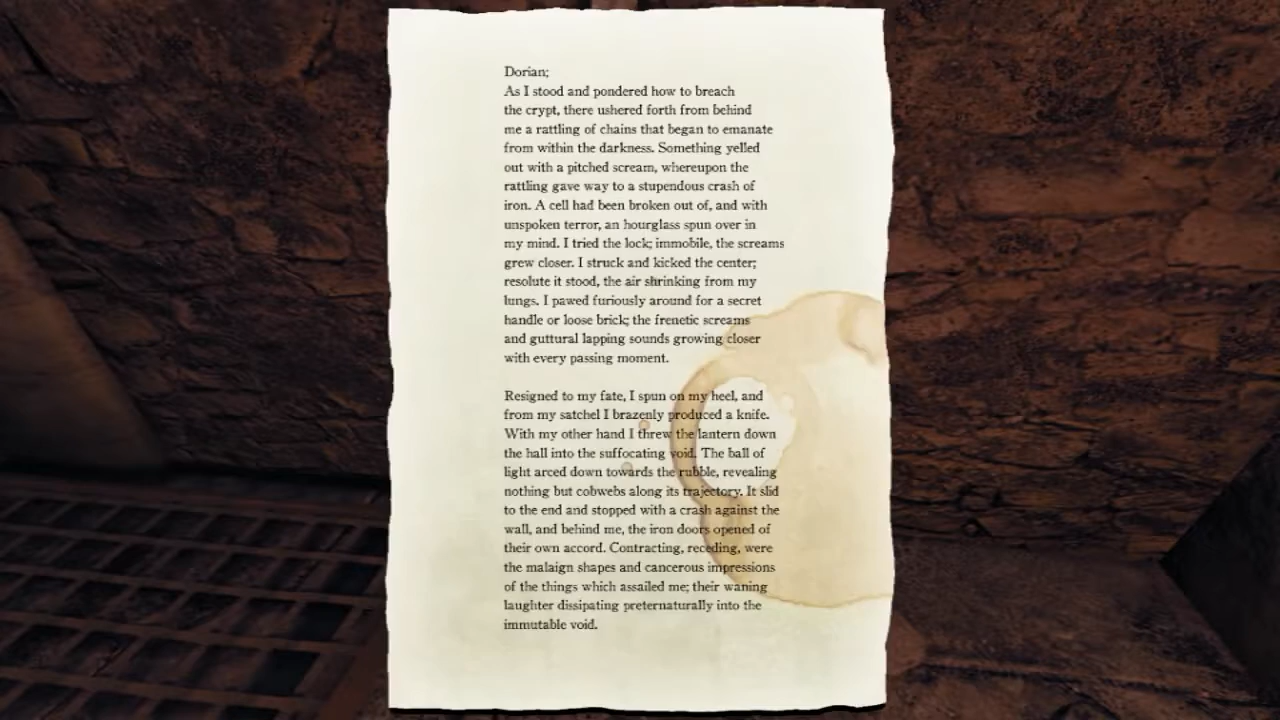 Dorian;
As I stood and pondered how to breach
the crypt, there ushered forth from behind
me a rattling of chains that began to emanate
from within the darkness. Something yelled
out with a pitched scream, whereupon the
rattling gave way to a stupendous crash of
iron. A cell had been broken out of, and with
unspoken terror, an hourglass spun over in
my mind. I tried the lock; immobile, the screams
grew closer. I struck and kicked the center;
resolute it stood, the air shrinking from my
lungs. I pawed furiously around for a secret
handle or loose brick; the frenetic screams
and guttural lapping sounds growing closer
with every passing moment.
Resigned to my fate, I spun on my heel, and
from my satchel I brazenly produced a knife.
With my other hand I threw the lantern down
the hall into the suffocating void. The ball of
light arced down towards the rubble, revealing
nothing but cobwebs along its trajectory. It slid
to the end and stopped with a crash against the
wall, and behind me, the iron doors opened of
their own accord. Contracting, receding, were
the malaign shapes and cancerous impressions
of the things which assailed me; their waning
laughter dissipating preternaturally into the
immutable void.